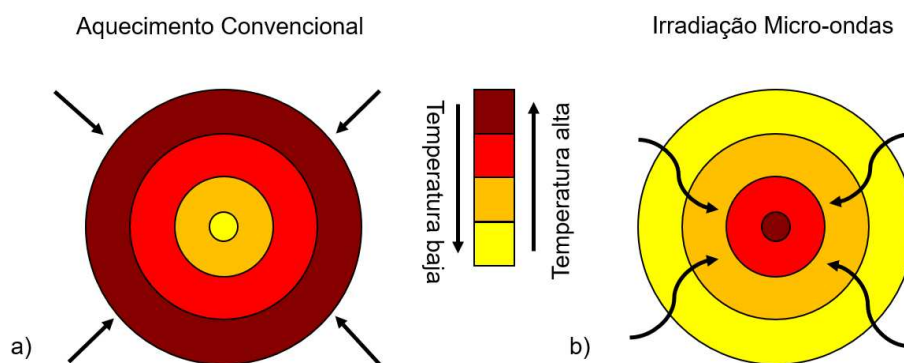 Aquecimento Convencional
Irradiação Micro-ondas
Temperatura baja
Temperatura alta
a)
b)